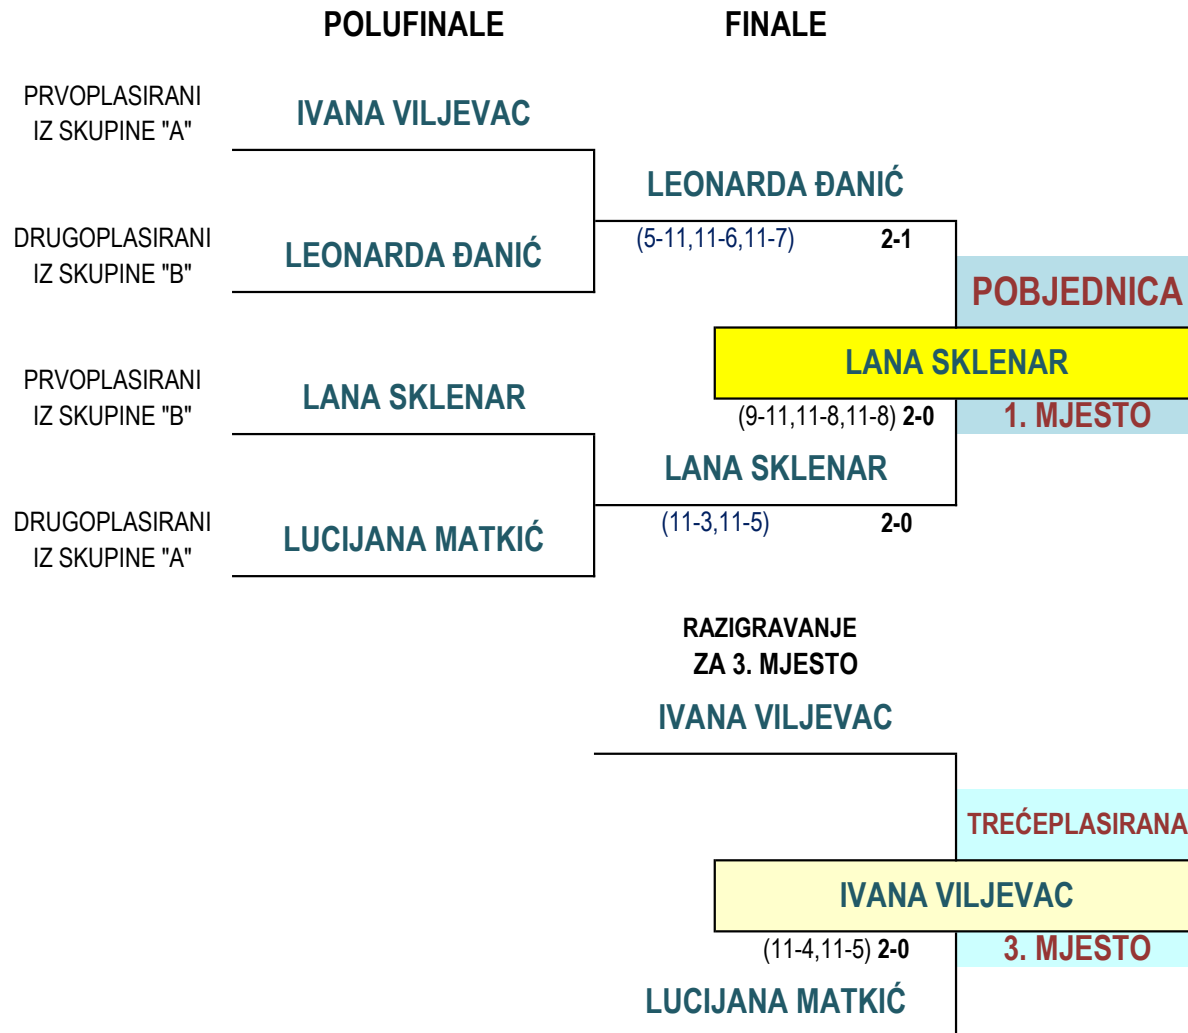 POLUFINALE FINALE
PRVOPLASIRANI
IZ SKUPINE "A"
IVANA VILJEVAC
LEONARDA ĐANIĆ
(5-11,11-6,11-7) 2-1
DRUGOPLASIRANI
IZ SKUPINE "B"
LEONARDA ĐANIĆ
POBJEDNICA
LANA SKLENAR
(9-11,11-8,11-8) 2-0
1. MJESTO
PRVOPLASIRANI
IZ SKUPINE "B"
LANA SKLENAR
LANA SKLENAR
(11-3,11-5) 2-0
DRUGOPLASIRANI
IZ SKUPINE "A"
LUCIJANA MATKIĆ
RAZIGRAVANJE
ZA 3. MJESTO
IVANA VILJEVAC
TREĆEPLASIRANA
IVANA VILJEVAC
(11-4,11-5) 2-0
3. MJESTO
LUCIJANA MATKIĆ